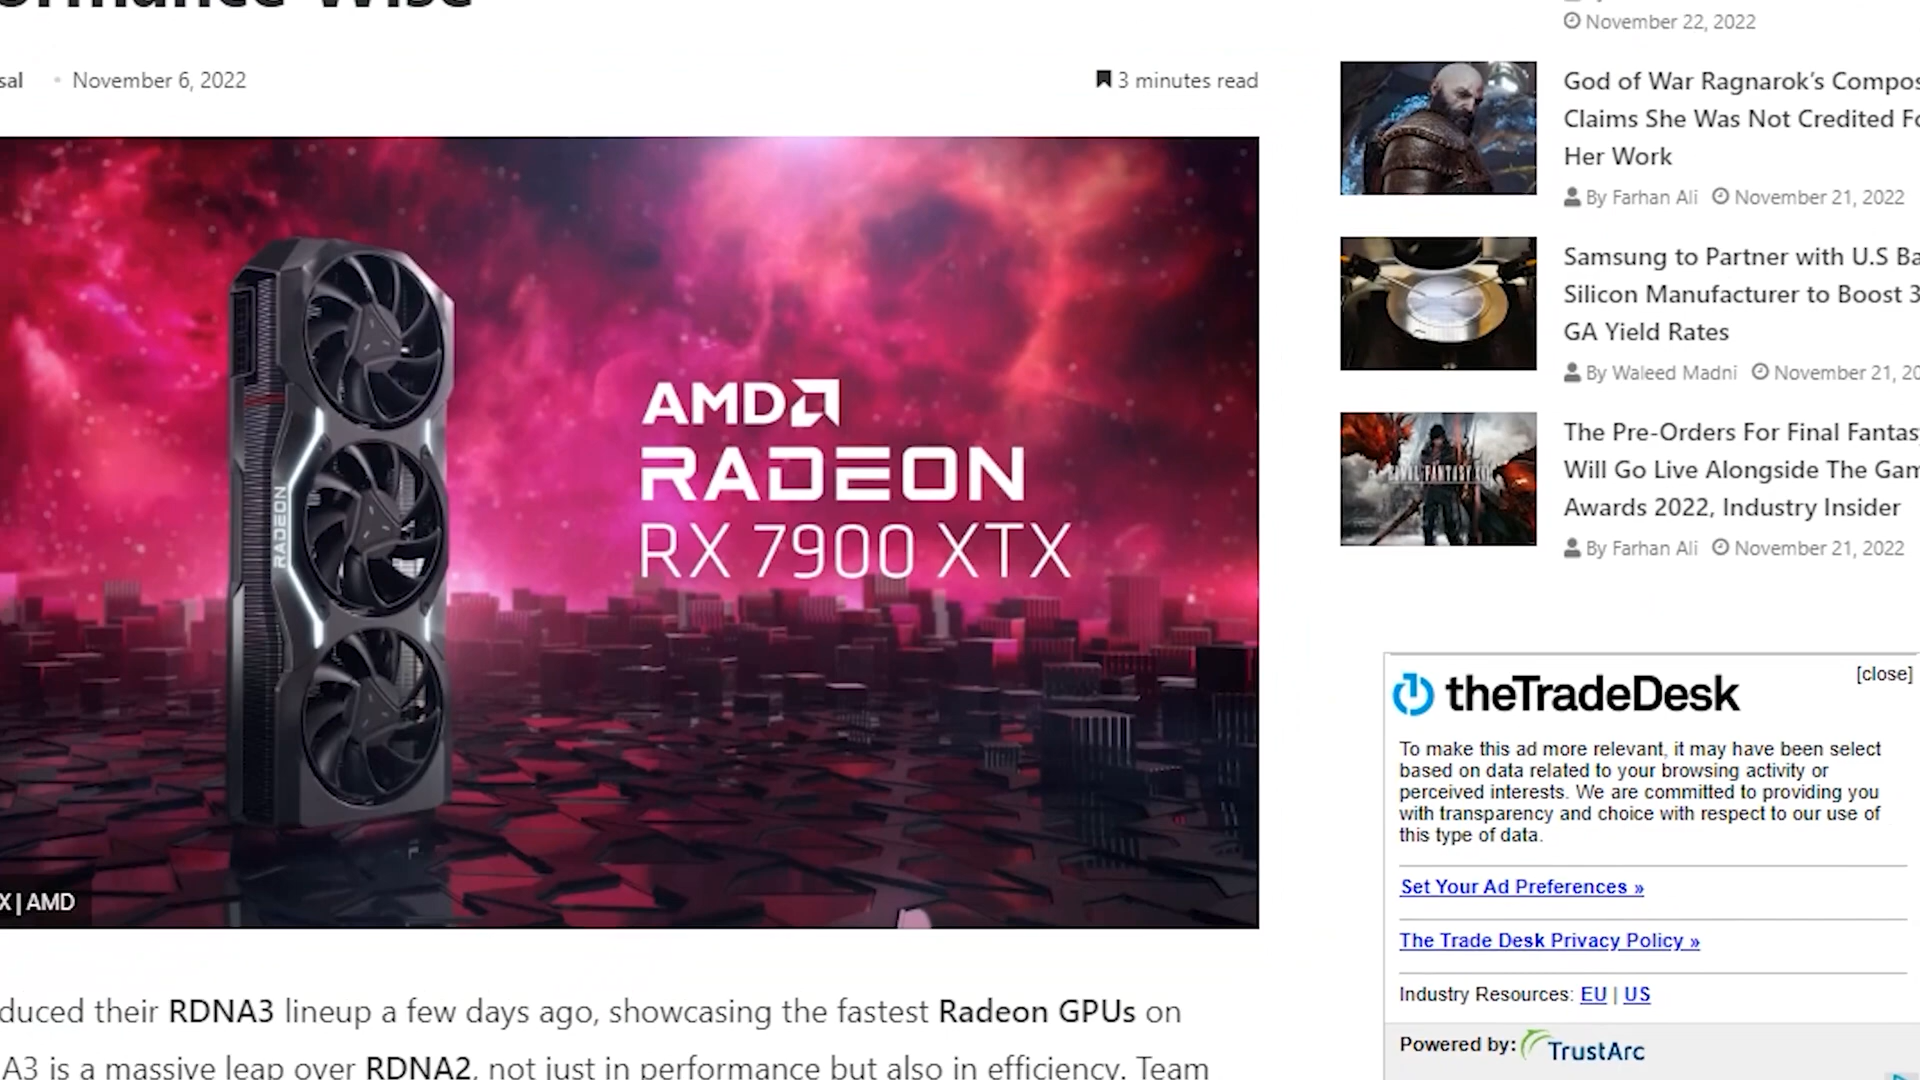 November 6, 2022
3 minutes read
AMD
RADEON
RX 7900 XTX
RADEON
X | AMD
duced their RDNA3 lineup a few days ago, showcasing the fastest Radeon GPUs on
A3 is a massive leap over RDNA2, not just in performance but also in efficiency. Team
November 22, 2022
God of War Ragnarok's Compos
Claims She Was Not Credited Fo
Her Work
By Farhan Ali November 21, 2022
Samsung to Partner with U.S Ba
Silicon Manufacturer to Boost 3
GA Yield Rates
By Waleed Madni November 21, 20
FINAL FANTASY XVI
The Pre-Orders For Final Fantas
Will Go Live Alongside The Gam
Awards 2022, Industry Insider
By Farhan Ali November 21, 2022
theTradeDesk
[close]
To make this ad more relevant, it may have been select
based on data related to your browsing activity or
perceived interests. We are committed to providing you
with transparency and choice with respect to our use of
this type of data.
Set Your Ad Preferences »
The Trade Desk Privacy Policy »
Industry Resources: EU | US
Powered by: TrustArc